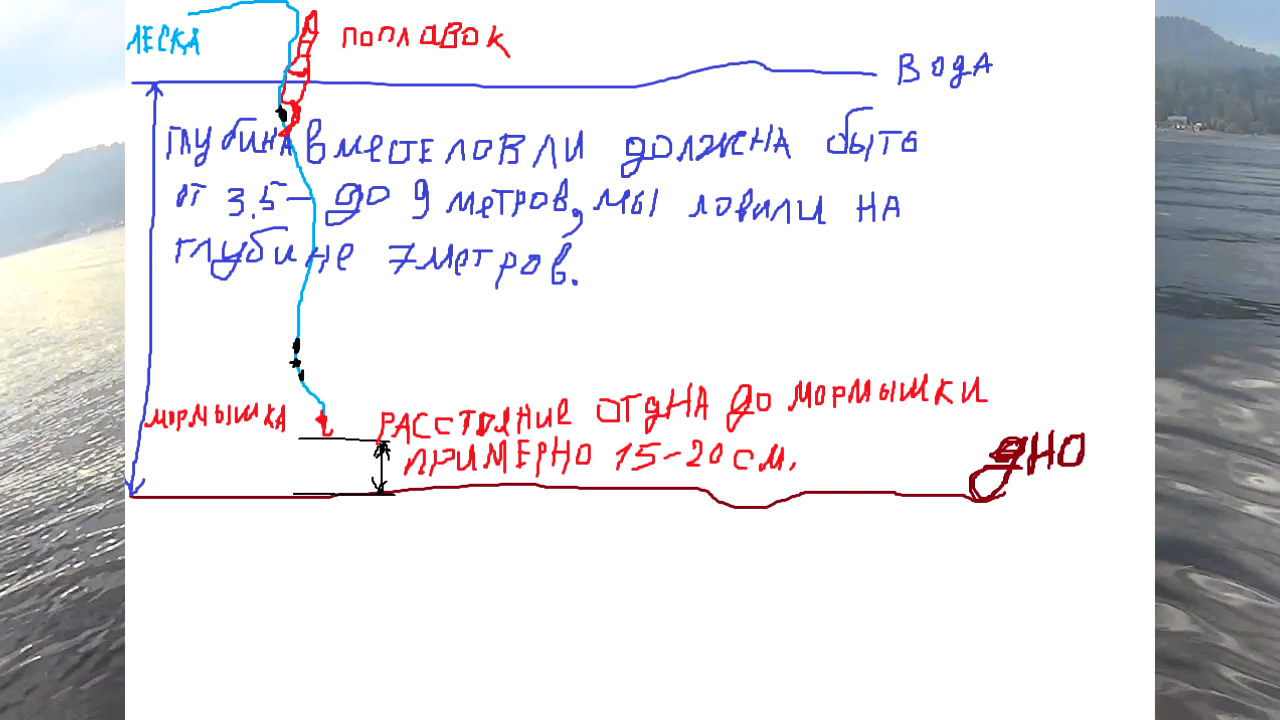 ЛЕСКА
ПОПЛАВОК
ВОДА
ГЛУбИНА В МЕСТЕ ЛОВЛИ ДОЛЖЕНА бЫТЬ
ОТ 3.5 - ДО 9 МЕТРОВ, МЫ ЛОВИЛИ НА
ГЛУбИНЕ 7 МЕТРОВ.
МОРМЫШКА
РАССТОЯНИЕ ОТ ДНА ДО МОРМЫШКИ
ПРИМЕРНО 15-20 СМ.
ДНО